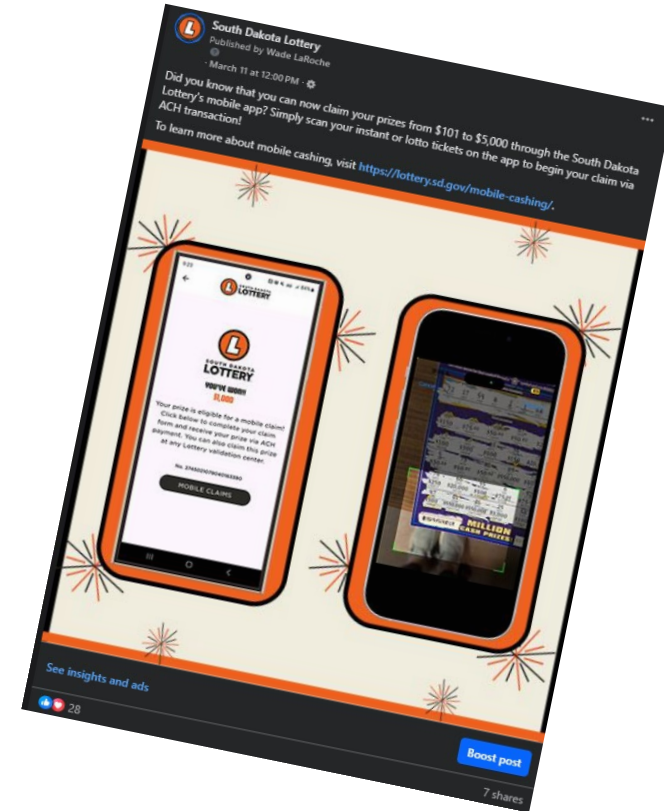 South Dakota Lottery
Published by Wade LaRoche
· March 11 at 12:00 PM ·
Did you know that you can now claim your prizes from $101 to $5,000 through the South Dakota
Lottery's mobile app? Simply scan your instant or lotto tickets on the app to begin your claim via
ACH transaction!
To learn more about mobile cashing, visit https://lottery.sd.gov/mobile-cashing/.
SOUTH DAKOTA
LOTTERY
SOUTH DAKOTA
LOTTERY
YOU'VE WON!!
$1,000
Your prize is eligible for a mobile claim!
Click below to complete your claim
form and receive your prize via ACH
payment. You can also claim this prize
at any Lottery validation center.
MOBILE CLAIMS
MILLION
CASH PRIZES!
See insights and ads
28
Boost post
7 shares